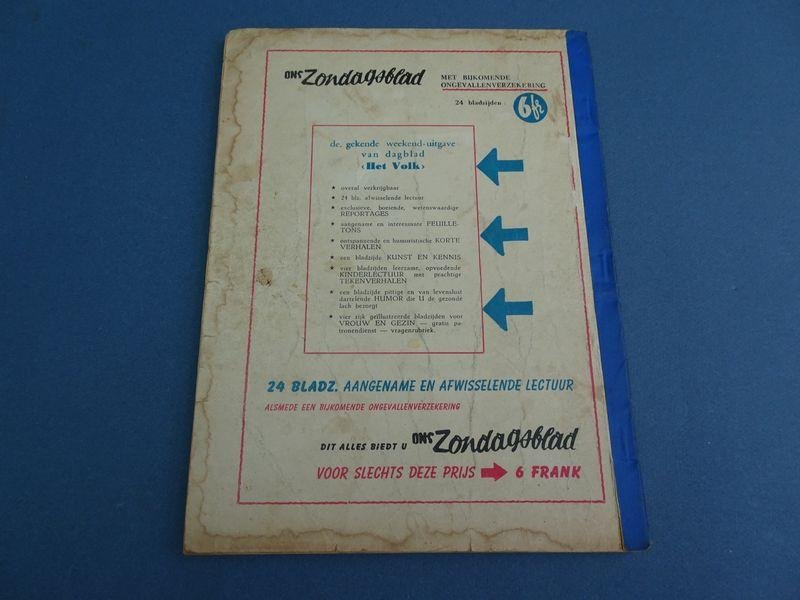 ONS Zondagsblad
MET BIJKOMENDE
ONGEVALLENVERZEKERING
24 bladzijden
6 fr
de gekende weekend-uitgave
van dagblad
‹Het Volk›
★ overal verkrijgbaar
★ 24 blz. afwisselende lectuur
★ exclusieve, boeiende, wetenswaardige
REPORTAGES
★ aangename en interessante FEUILLE-
TONS
★ ontspannende en humoristische KORTE
VERHALEN
★ een bladzijde KUNST EN KENNIS
★ vier bladzijden leerzame, opvoedende
KINDERLECTUUR met prachtige
TEKENVERHALEN
★ een bladzijde pittige en van levenslust
dartelende HUMOR die U de gezonde
lach bezorgt
★ vier rijk geïllustreerde bladzijden voor
VROUW EN GEZIN — gratis pa-
tronendienst — vragenrubriek.
24 BLADZ. AANGENAME EN AFWISSELENDE LECTUUR
ALSMEDE EEN BIJKOMENDE ONGEVALLENVERZEKERING
DIT ALLES BIEDT U ONS Zondagsblad
VOOR SLECHTS DEZE PRIJS → 6 FRANK